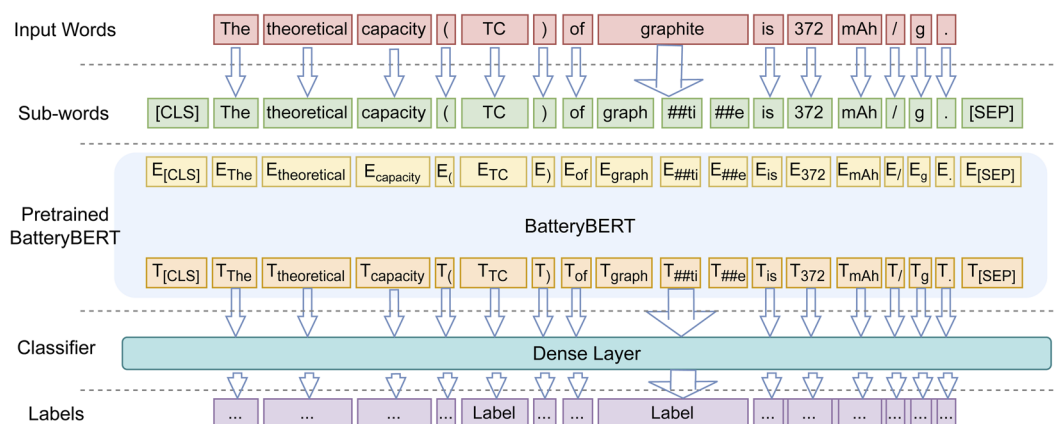 Input Words The theoretical capacity ( TC ) of graphite is 372 mAh / g .
Sub-words [CLS] The theoretical capacity ( TC ) of graph ##ti ##e is 372 mAh / g . [SEP]
E[CLS] EThe Etheoretical Ecapacity E( ETC E) Eof Egraph E##ti E##e Eis E372 EmAh E/ Eg E. E[SEP]
Pretrained
BatteryBERT
BatteryBERT
T[CLS] TThe Ttheoretical Tcapacity T( TTC T) Tof Tgraph T##ti T##e Tis T372 TmAh T/ Tg T. T[SEP]
Classifier Dense Layer
Labels ... ... ... ... Label ... ... Label ... ... ... ... ... ...